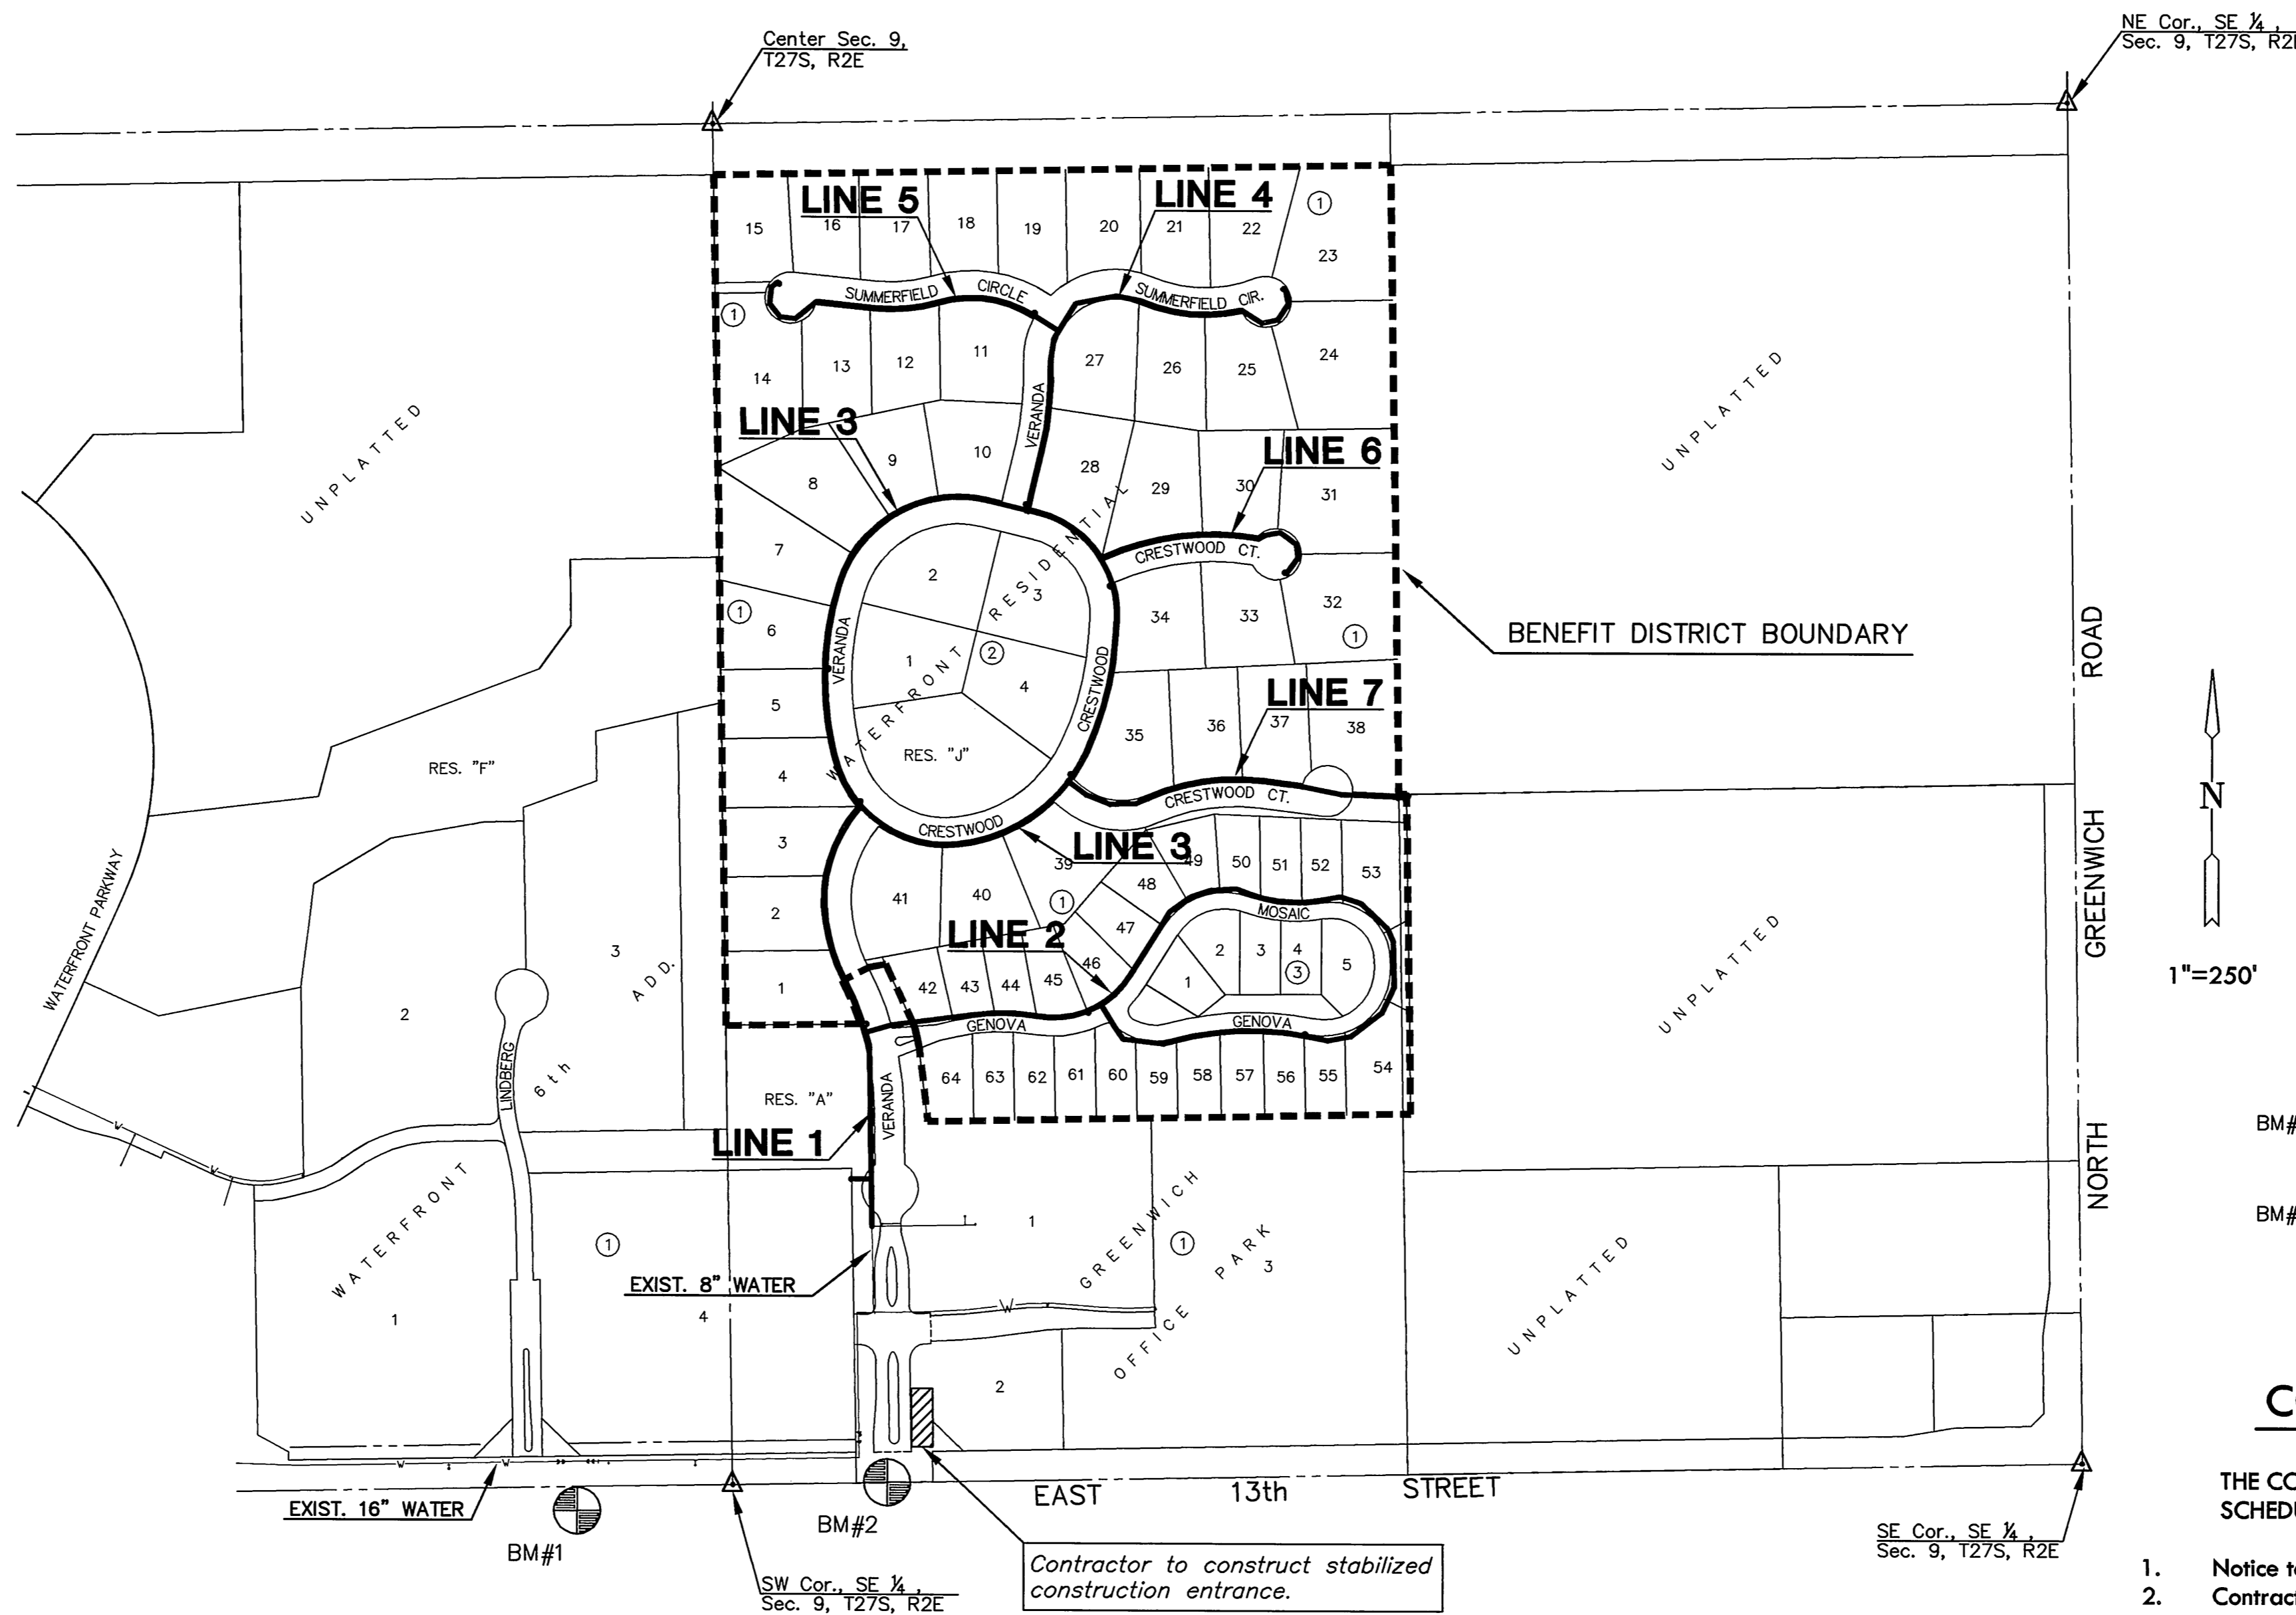 Center Sec. 9,
T27S, R2E
NE Cor., SE ¼ ,
Sec. 9, T27S, R2E
LINE 5
LINE 4
1
15
16
17
18
19
20
21
22
23
SUMMERFIELD CIRCLE
SUMMERFIELD CIR.
1
14
13
12
11
27
26
25
24
VERANDA
UNPLATTED
UNPLATTED
LINE 3
LINE 6
8
9
10
28
29
30
31
7
CRESTWOOD CT.
2
3
WATERFRONT RESIDENTIAL
1
6
VERANDA
1
2
4
34
33
32
1
BENEFIT DISTRICT BOUNDARY
5
CRESTWOOD
RES. "J"
LINE 7
35
36
37
38
4
CRESTWOOD CT.
RES. "F"
CRESTWOOD
LINE 3
3
39
49
50
51
52
53
41
40
48
1
47
MOSAIC
2
LINE 2
46
2
3
4
3
5
1
1
42
43
44
45
GENOVA
GENOVA
WATERFRONT PARKWAY
2
3
ADD.
6th
LINDBERG
RES. "A"
VERANDA
LINE 1
64
63
62
61
60
59
58
57
56
55
54
UNPLATTED
NORTH GREENWICH ROAD
N
1"=250'
BM#
BM#
W
W
WATERFRONT
1
1
4
EXIST. 8" WATER
1
GREENWICH
1
OFFICE PARK
3
W
2
UNPLATTED
W
W
EXIST. 16" WATER
BM#1
BM#2
EAST 13th STREET
SW Cor., SE ¼ ,
Sec. 9, T27S, R2E
Contractor to construct stabilized
construction entrance.
SE Cor., SE ¼ ,
Sec. 9, T27S, R2E
THE
SCHEDU
1. Notice
2. Contract